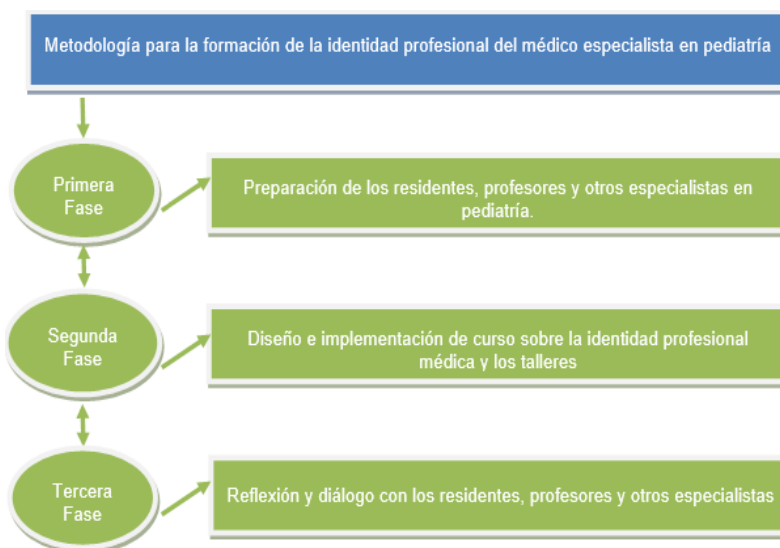 Metodología para la formación de la identidad profesional del médico especialista en pediatría
Primera
Fase
Preparación de los residentes, profesores y otros especialistas en
pediatría.
Segunda
Fase
Diseño e implementación de curso sobre la identidad profesional
médica y los talleres
Tercera
Fase
Reflexión y diálogo con los residentes, profesores y otros especialistas